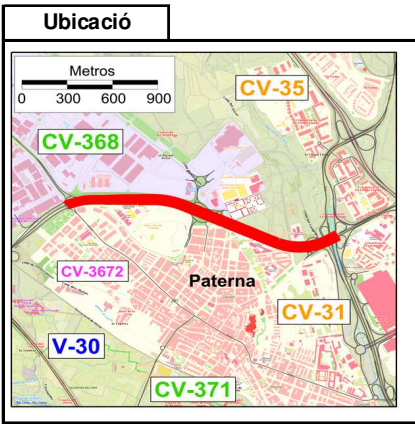 Ubicació
Metros
0 300 600 900
CV-35
CV-368
CV-3672
Paterna
CV-31
V-30
CV-371